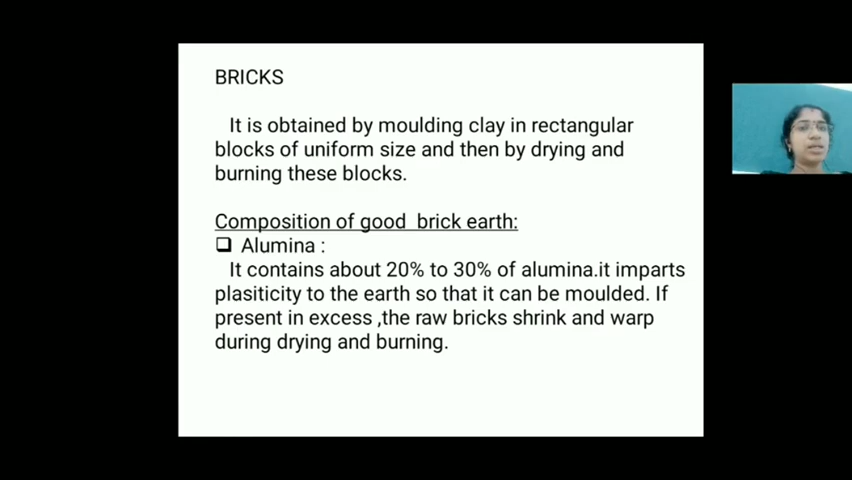 BRICKS
It is obtained by moulding clay in rectangular
blocks of uniform size and then by drying and
burning these blocks.
Composition of good brick earth:
❑ Alumina :
It contains about 20% to 30% of alumina.it imparts
plasiticity to the earth so that it can be moulded. If
present in excess ,the raw bricks shrink and warp
during drying and burning.